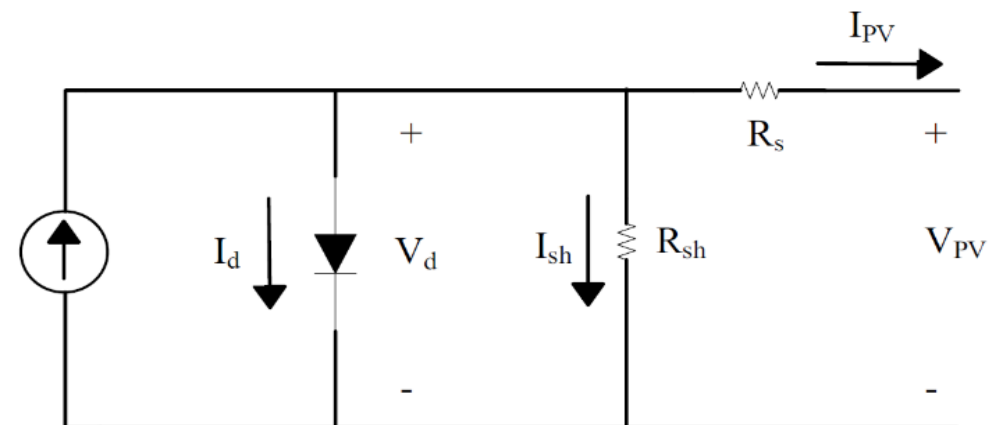 I_PV
+
R_s
+
I_d
V_d
I_sh
R_sh
V_PV
-
-